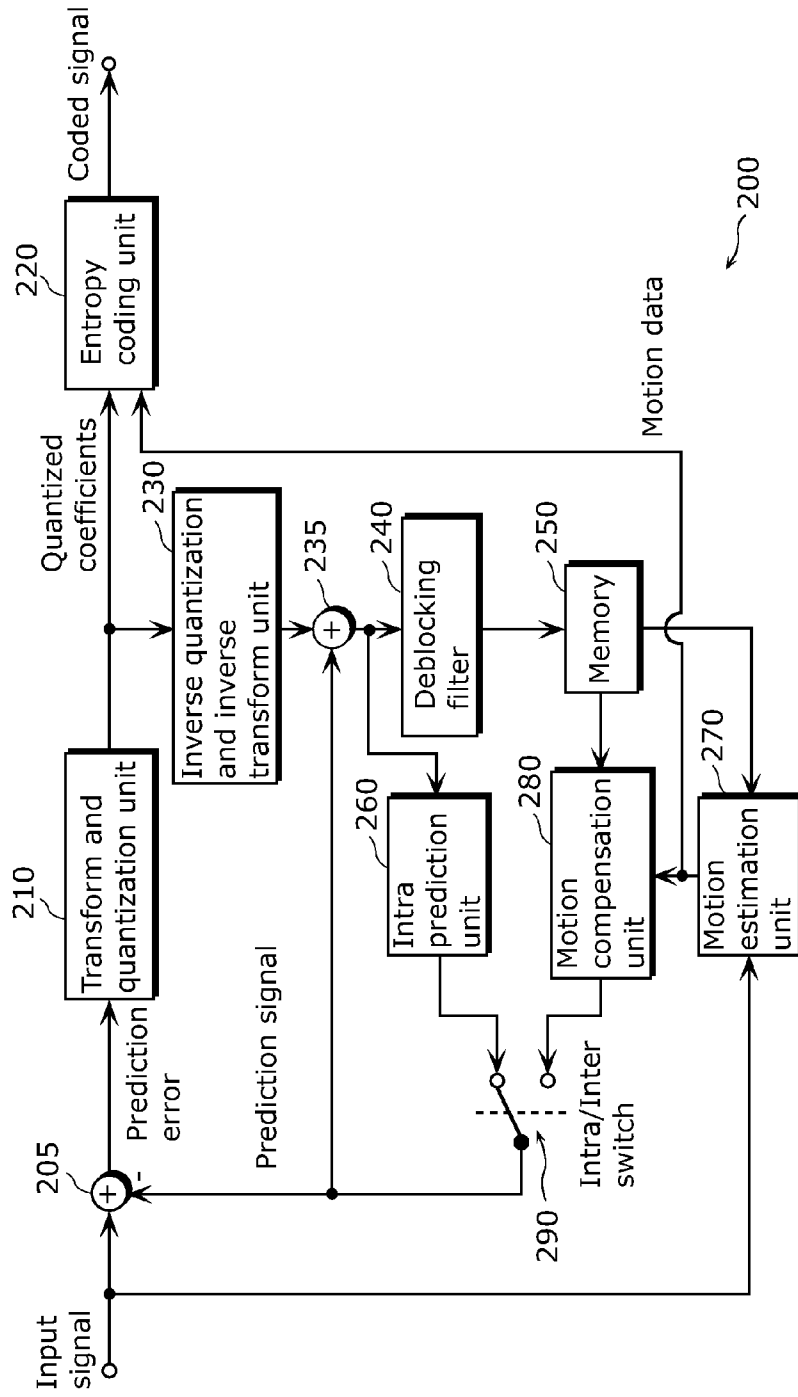 Input
signal
205
-
+
Prediction
error
210
Transform and
quantization unit
Quantized
coefficients
220
Entropy
coding unit
Coded signal
230
Inverse quantization
and inverse
transform unit
Prediction signal
+
235
240
Deblocking
filter
250
Memory
260
Intra
prediction
unit
280
Motion
compensation
unit
270
Motion
estimation
unit
290
Intra/Inter
switch
Motion data
200